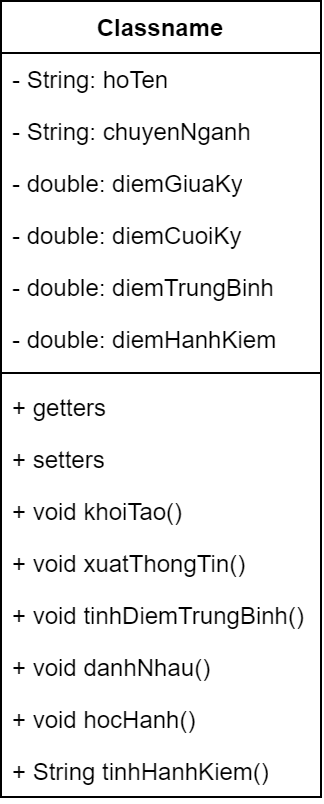 Classname
- String: hoTen
- String: chuyenNganh
- double: diemGiuaKy
- double: diemCuoiKy
- double: diemTrungBinh
- double: diemHanhKiem
+ getters
+ setters
+ void khoiTao()
+ void xuatThongTin()
+ void tinhDiemTrungBinh()
+ void danhNhau()
+ void hocHanh()
+ String tinhHanhKiem()